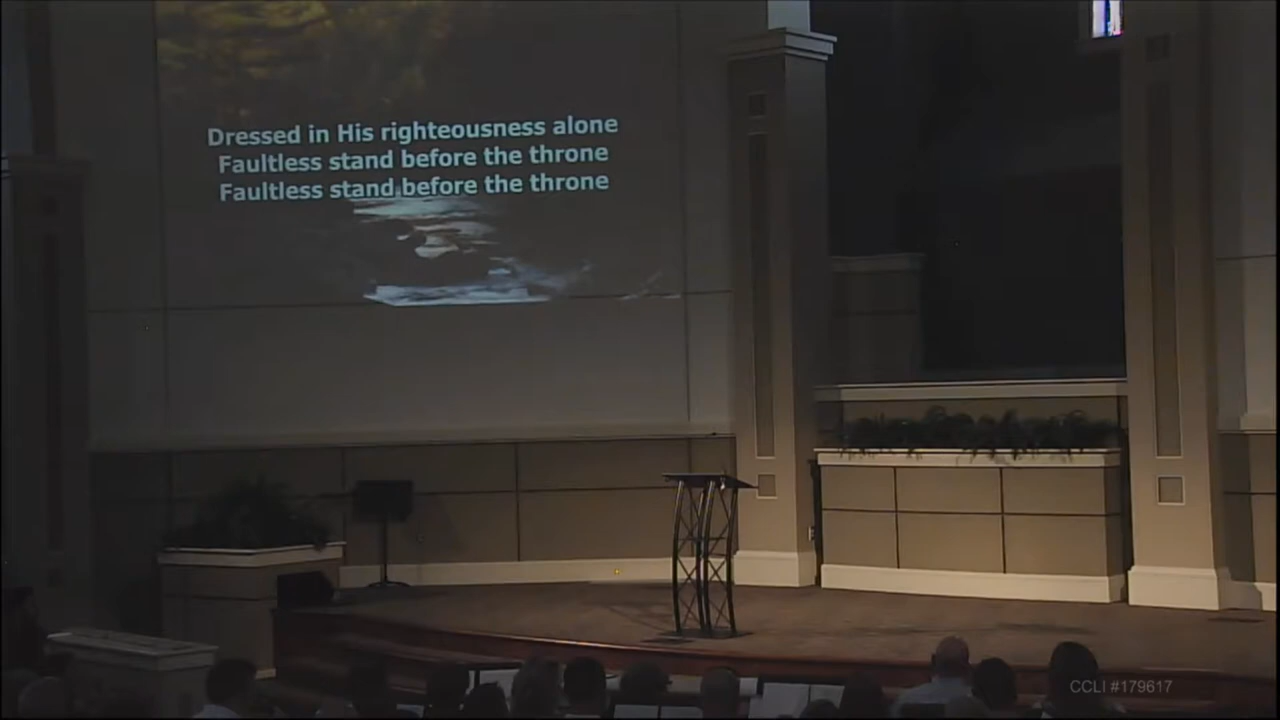 Dressed in His righteousness alone
Faultless stand before the throne
Faultless stand before the throne
CCLI #179617